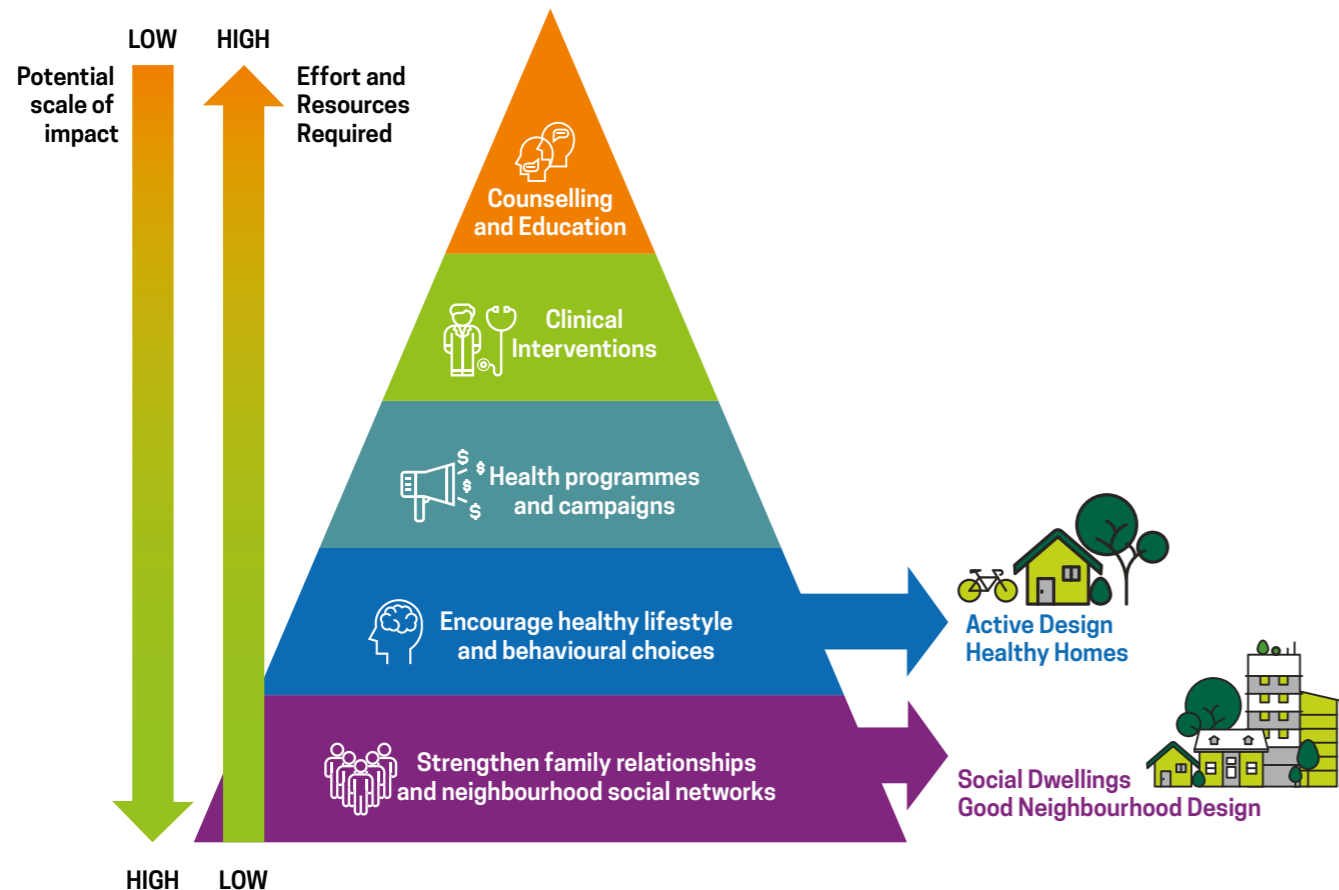 LOW
HIGH
Potential
scale of
impact
Effort and
Resources
Required
Counselling
and Education
Clinical
Interventions
$
$
$
$
Health programmes
and campaigns
Encourage healthy lifestyle
and behavioural choices
Active Design
Healthy Homes
Strengthen family relationships
and neighbourhood social networks
Social Dwellings
Good Neighbourhood Design
HIGH
LOW